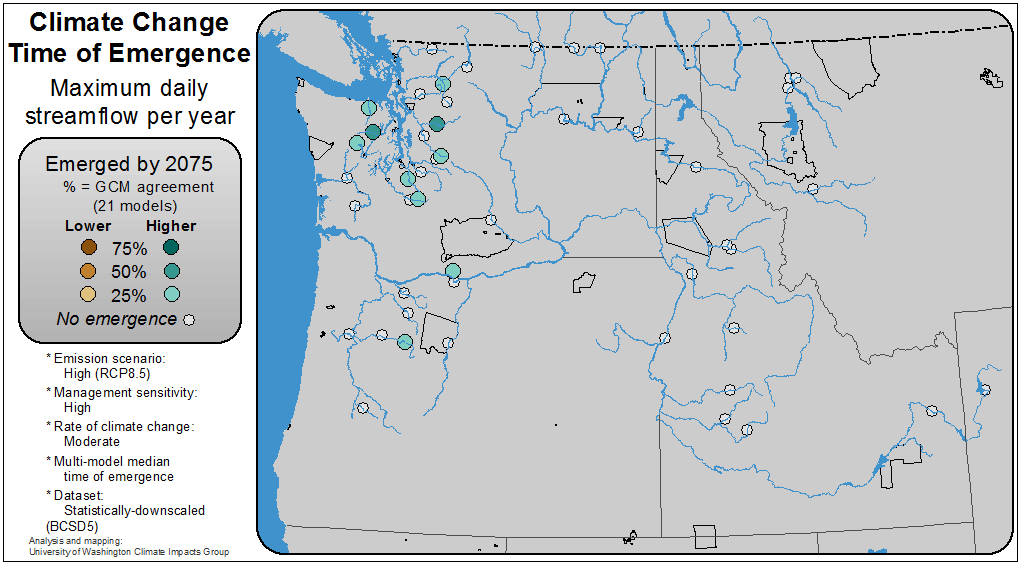 Climate Change
Time of Emergence
Maximum daily
streamflow per year
Emerged by 2075
% = GCM agreement
(21 models)
Lower Higher
75%
50%
25%
No emergence
* Emission scenario:
High (RCP8.5)
* Management sensitivity:
High
* Rate of climate change:
Moderate
* Multi-model median
time of emergence
* Dataset:
Statistically-downscaled
(BCSD5)
Analysis and mapping:
University of Washington Climate Impacts Group